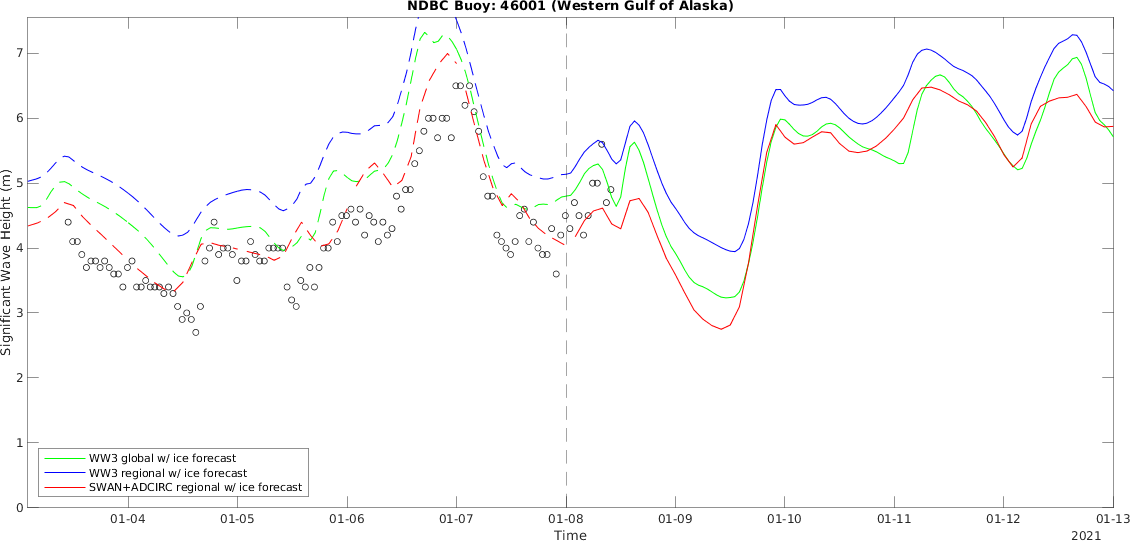 NDBC Buoy: 46001 (Western Gulf of Alaska)
Significant Wave Height (m)
7
6
5
4
3
2
1
0
WW3 global w/ ice forecast
WW3 regional w/ ice forecast
SWAN+ADCIRC regional w/ ice forecast
01-04 01-05 01-06 01-07 01-08 01-09 01-10 01-11 01-12 01-13
Time
2021